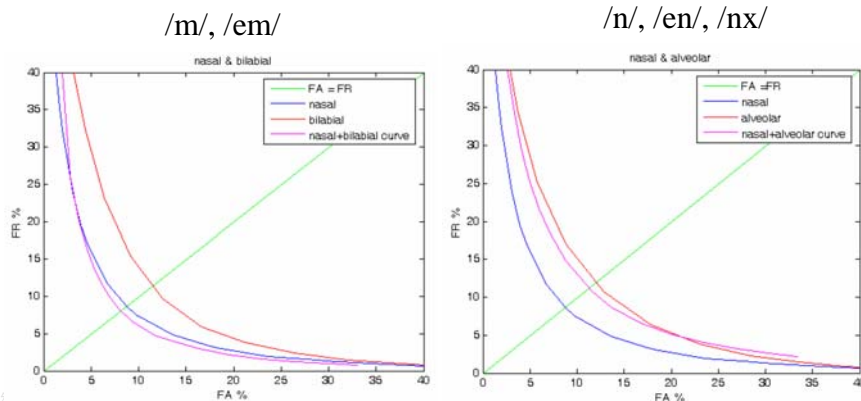 /m/, /em/
nasal & bilabial
40
35
30
25
20
15
10
5
0
FR %
0 5 10 15 20 25 30 35 40
FA %
FA = FR
nasal
bilabial
nasal+bilabial curve
/n/, /en/, /nx/
nasal & alveolar
40
35
30
25
20
15
10
5
0
FR %
0 5 10 15 20 25 30 35 40
FA %
FA =FR
nasal
alveolar
nasal+alveolar curve